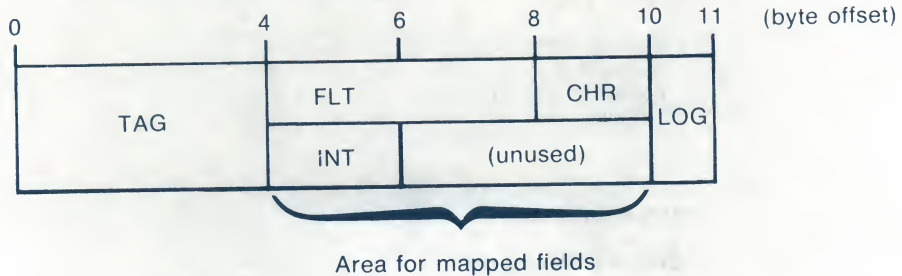 0 4 6 8 10 11 (byte offset)
FLT CHR
TAG LOG
INT (unused)
Area for mapped fields